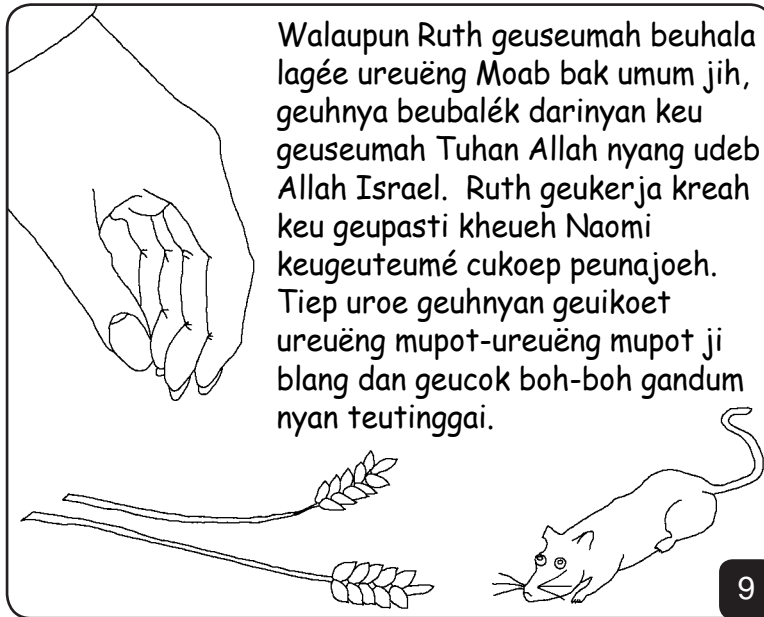 Walaupun Ruth geuseumah beuhala
lagée ureuëng Moab bak umum jih,
geuhnya beubalék darinyan keu
geuseumah Tuhan Allah nyang udeb
Allah Israel.  Ruth geukerja kreah
keu geupasti kheueh Naomi
keugeuteumé cukoep peunajoeh.
Tiep uroe geuhnyan geuikoet
ureuëng mupot-ureuëng mupot ji
blang dan geucok boh-boh gandum
nyan teutinggai.
9